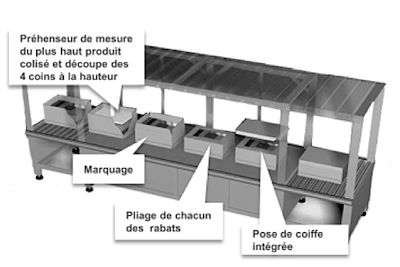 Préhenseur de mesure
du plus haut produit
colisé et découpe des
4 coins à la hauteur
Marquage
Pliage de chacun
des rabats
Pose de coiffe
intégrée